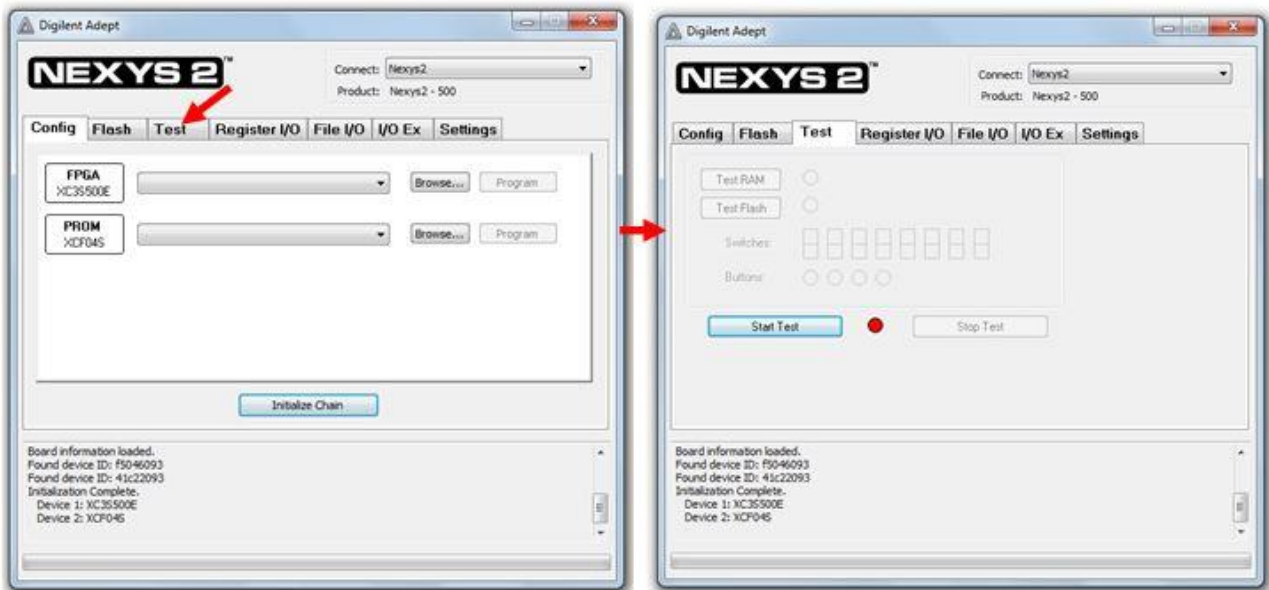 Digilent Adept
NEXYS 2™
Connect: Nexys2
Product: Nexys2 - 500
Config Flash Test Register I/O File I/O I/O Ex Settings
FPGA
XC3S500E
Browse... Program
PROM
XCF04S
Browse... Program
Initialize Chain
Board information loaded.
Found device ID: f5046093
Found device ID: 41c22093
Initialization Complete.
Device 1: XC3S500E
Device 2: XCF04S
Digilent Adept
NEXYS 2™
Connect: Nexys2
Product: Nexys2 - 500
Config Flash Test Register I/O File I/O I/O Ex Settings
Test RAM
Test Flash
Switches:
Buttons:
Start Test Stop Test
Board information loaded.
Found device ID: f5046093
Found device ID: 41c22093
Initialization Complete.
Device 1: XC3S500E
Device 2: XCF04S